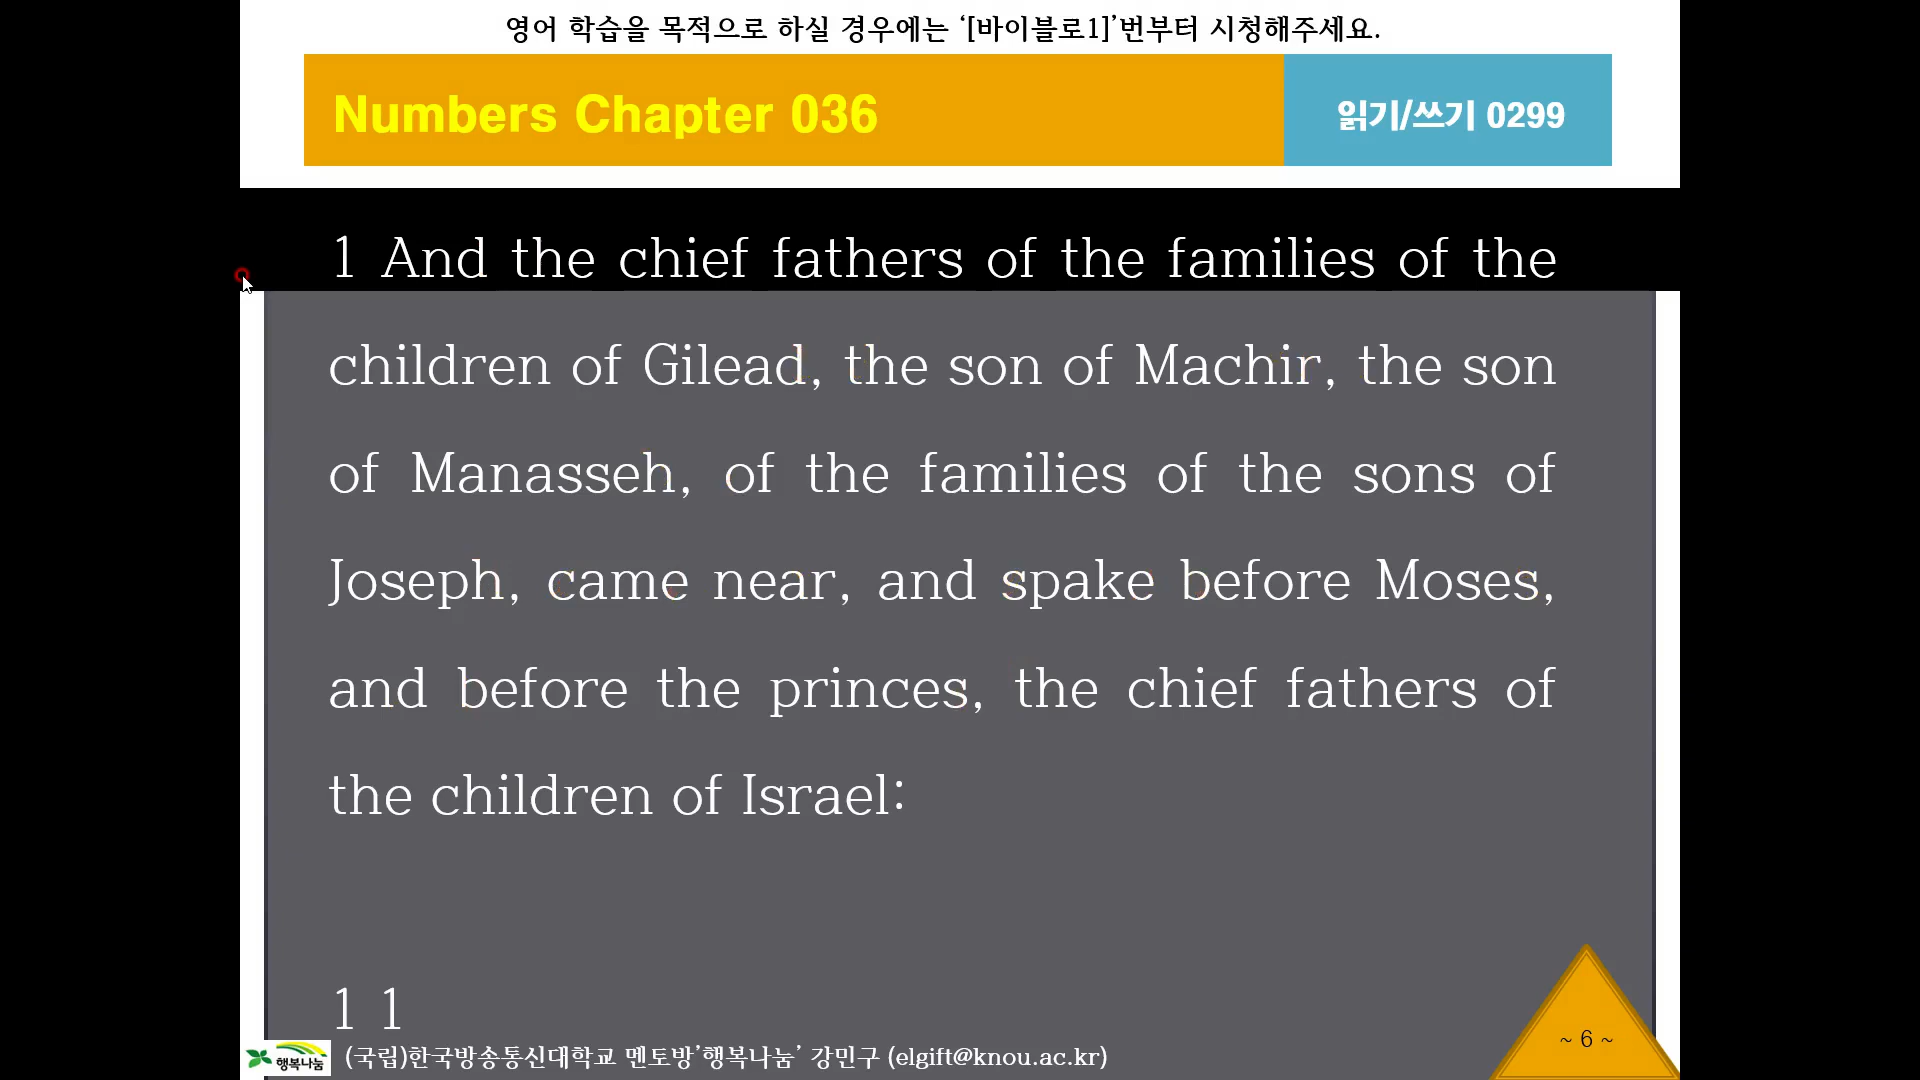 영어 학습을 목적으로 하실 경우에는 ‘[바이블로1]’번부터 시청해주세요.
Numbers Chapter 036
읽기/쓰기 0299
1 And the chief fathers of the families of the
children of Gilead, the son of Machir, the son
of Manasseh, of the families of the sons of
Joseph, came near, and spake before Moses,
and before the princes, the chief fathers of
the children of Israel:
1 1
행복나눔
(국립)한국방송통신대학교 멘토방’행복나눔’ 강민구 (elgift@knou.ac.kr)
~ 6 ~